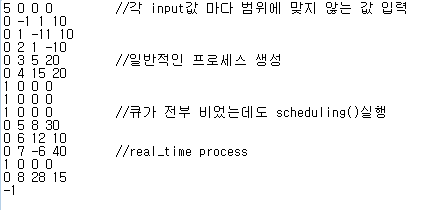 5 0 0 0 //각 input값 마다 범위에 맞지 않는 값 입력
0 -1 1 10
0 1 -11 10
0 2 1 -10
0 3 5 20 //일반적인 프로세스 생성
0 4 15 20
1 0 0 0
1 0 0 0
1 0 0 0 //큐가 전부 비었는데도 scheduling()실행
0 5 8 30
0 6 12 10
0 7 -6 40 //real_time process
1 0 0 0
0 8 28 15
-1